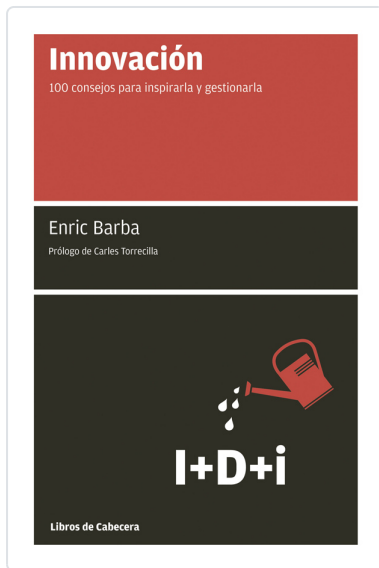 Innovación
100 consejos para inspirarla y gestionarla
Enric Barba
Prólogo de Carles Torrecilla
I+D+i
Libros de Cabecera